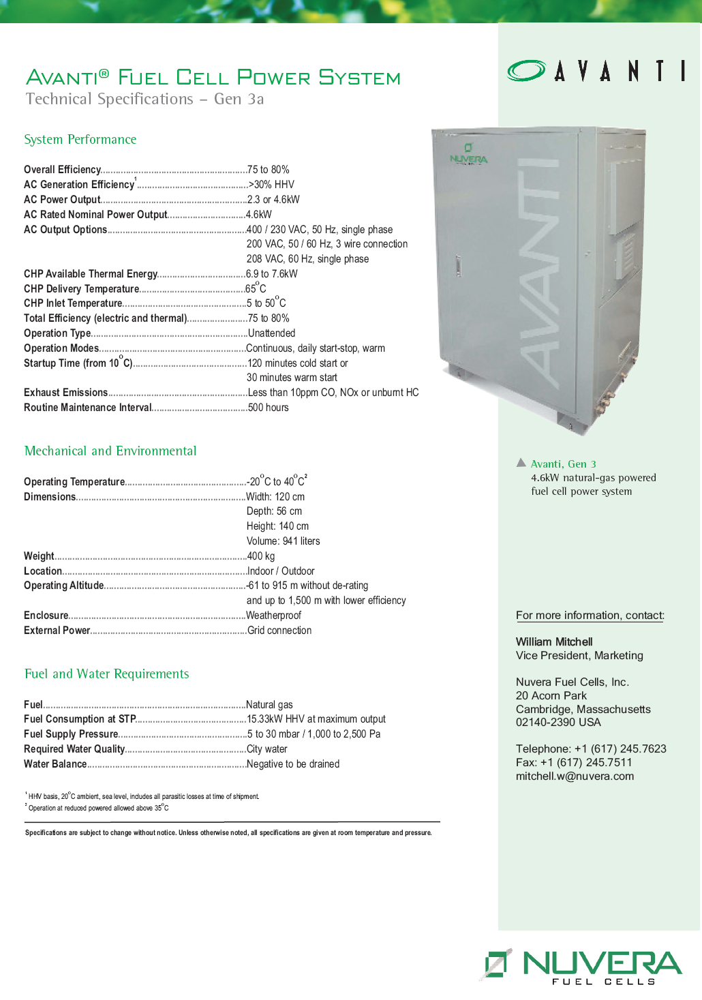 AVANTI® FUEL CELL POWER SYSTEM
Technical Specifications – Gen 3a
AVANTI
System Performance
Overall Efficiency..........................................................75 to 80%
AC Generation Efficiency¹............................................>30% HHV
AC Power Output..........................................................2.3 or 4.6kW
AC Rated Nominal Power Output...............................4.6kW
AC Output Options.......................................................400 / 230 VAC, 50 Hz, single phase
200 VAC, 50 / 60 Hz, 3 wire connection
208 VAC, 60 Hz, single phase
CHP Available Thermal Energy...................................6.9 to 7.6kW
CHP Delivery Temperature..........................................65°C
CHP Inlet Temperature.................................................5 to 50°C
Total Efficiency (electric and thermal)........................75 to 80%
Operation Type..............................................................Unattended
Operation Modes..........................................................Continuous, daily start-stop, warm
Startup Time (from 10°C).............................................120 minutes cold start or
30 minutes warm start
Exhaust Emissions.......................................................Less than 10ppm CO, NOx or unburnt HC
Routine Maintenance Interval......................................500 hours
NUVERA
AVANTI
Mechanical and Environmental
Operating Temperature................................................-20°C to 40°C²
Dimensions...................................................................Width: 120 cm
Depth: 56 cm
Height: 140 cm
Volume: 941 liters
Weight............................................................................400 kg
Location.........................................................................Indoor / Outdoor
Operating Altitude........................................................-61 to 915 m without de-rating
and up to 1,500 m with lower efficiency
Enclosure......................................................................Weatherproof
External Power..............................................................Grid connection
Fuel and Water Requirements
Fuel................................................................................Natural gas
Fuel Consumption at STP............................................15.33kW HHV at maximum output
Fuel Supply Pressure...................................................5 to 30 mbar / 1,000 to 2,500 Pa
Required Water Quality................................................City water
Water Balance...............................................................Negative to be drained
¹ HHV basis, 20°C ambient, sea level, includes all parasitic losses at time of shipment.
² Operation at reduced powered allowed above 35°C
Specifications are subject to change without notice. Unless otherwise noted, all specifications are given at room temperature and pressure.
Avanti, Gen 3
4.6kW natural-gas powered
fuel cell power system
For more information, contact:
William Mitchell
Vice President, Marketing
Nuvera Fuel Cells, Inc.
20 Acorn Park
Cambridge, Massachusetts
02140-2390 USA
Telephone: +1 (617) 245.7623
Fax: +1 (617) 245.7511
mitchell.w@nuvera.com
NUVERA
FUEL CELLS